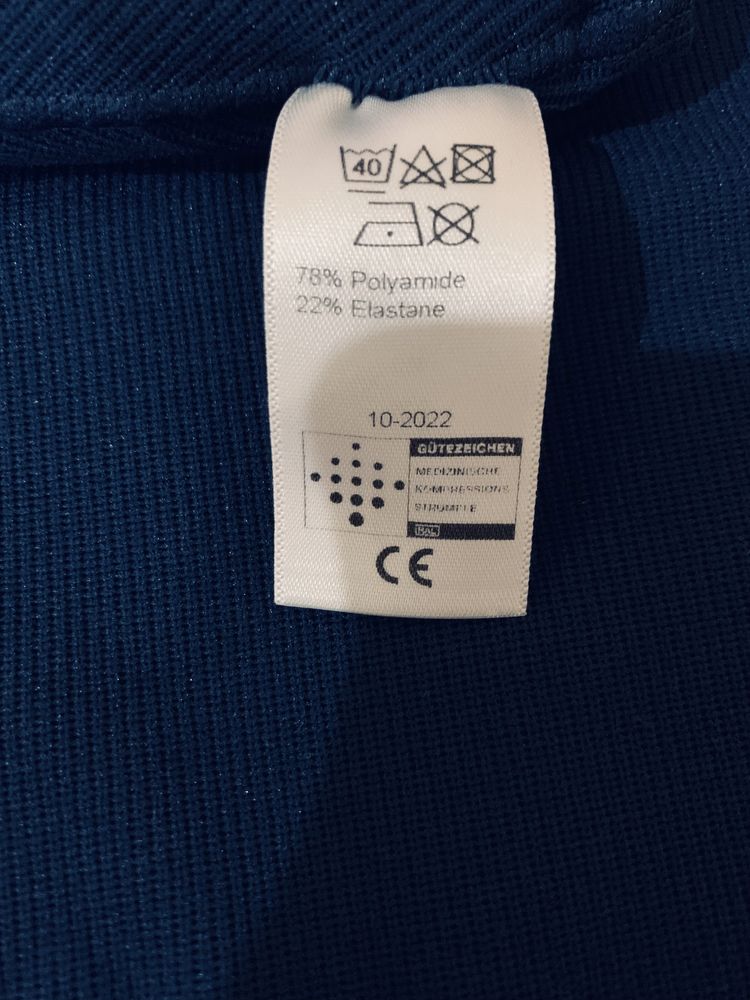 40
78% Polyamide
22% Elastane
10-2022
GÜTEZEICHEN
MEDIZINISCHE
KOMPRESSIONS
STRÜMPFE
RAL
CE